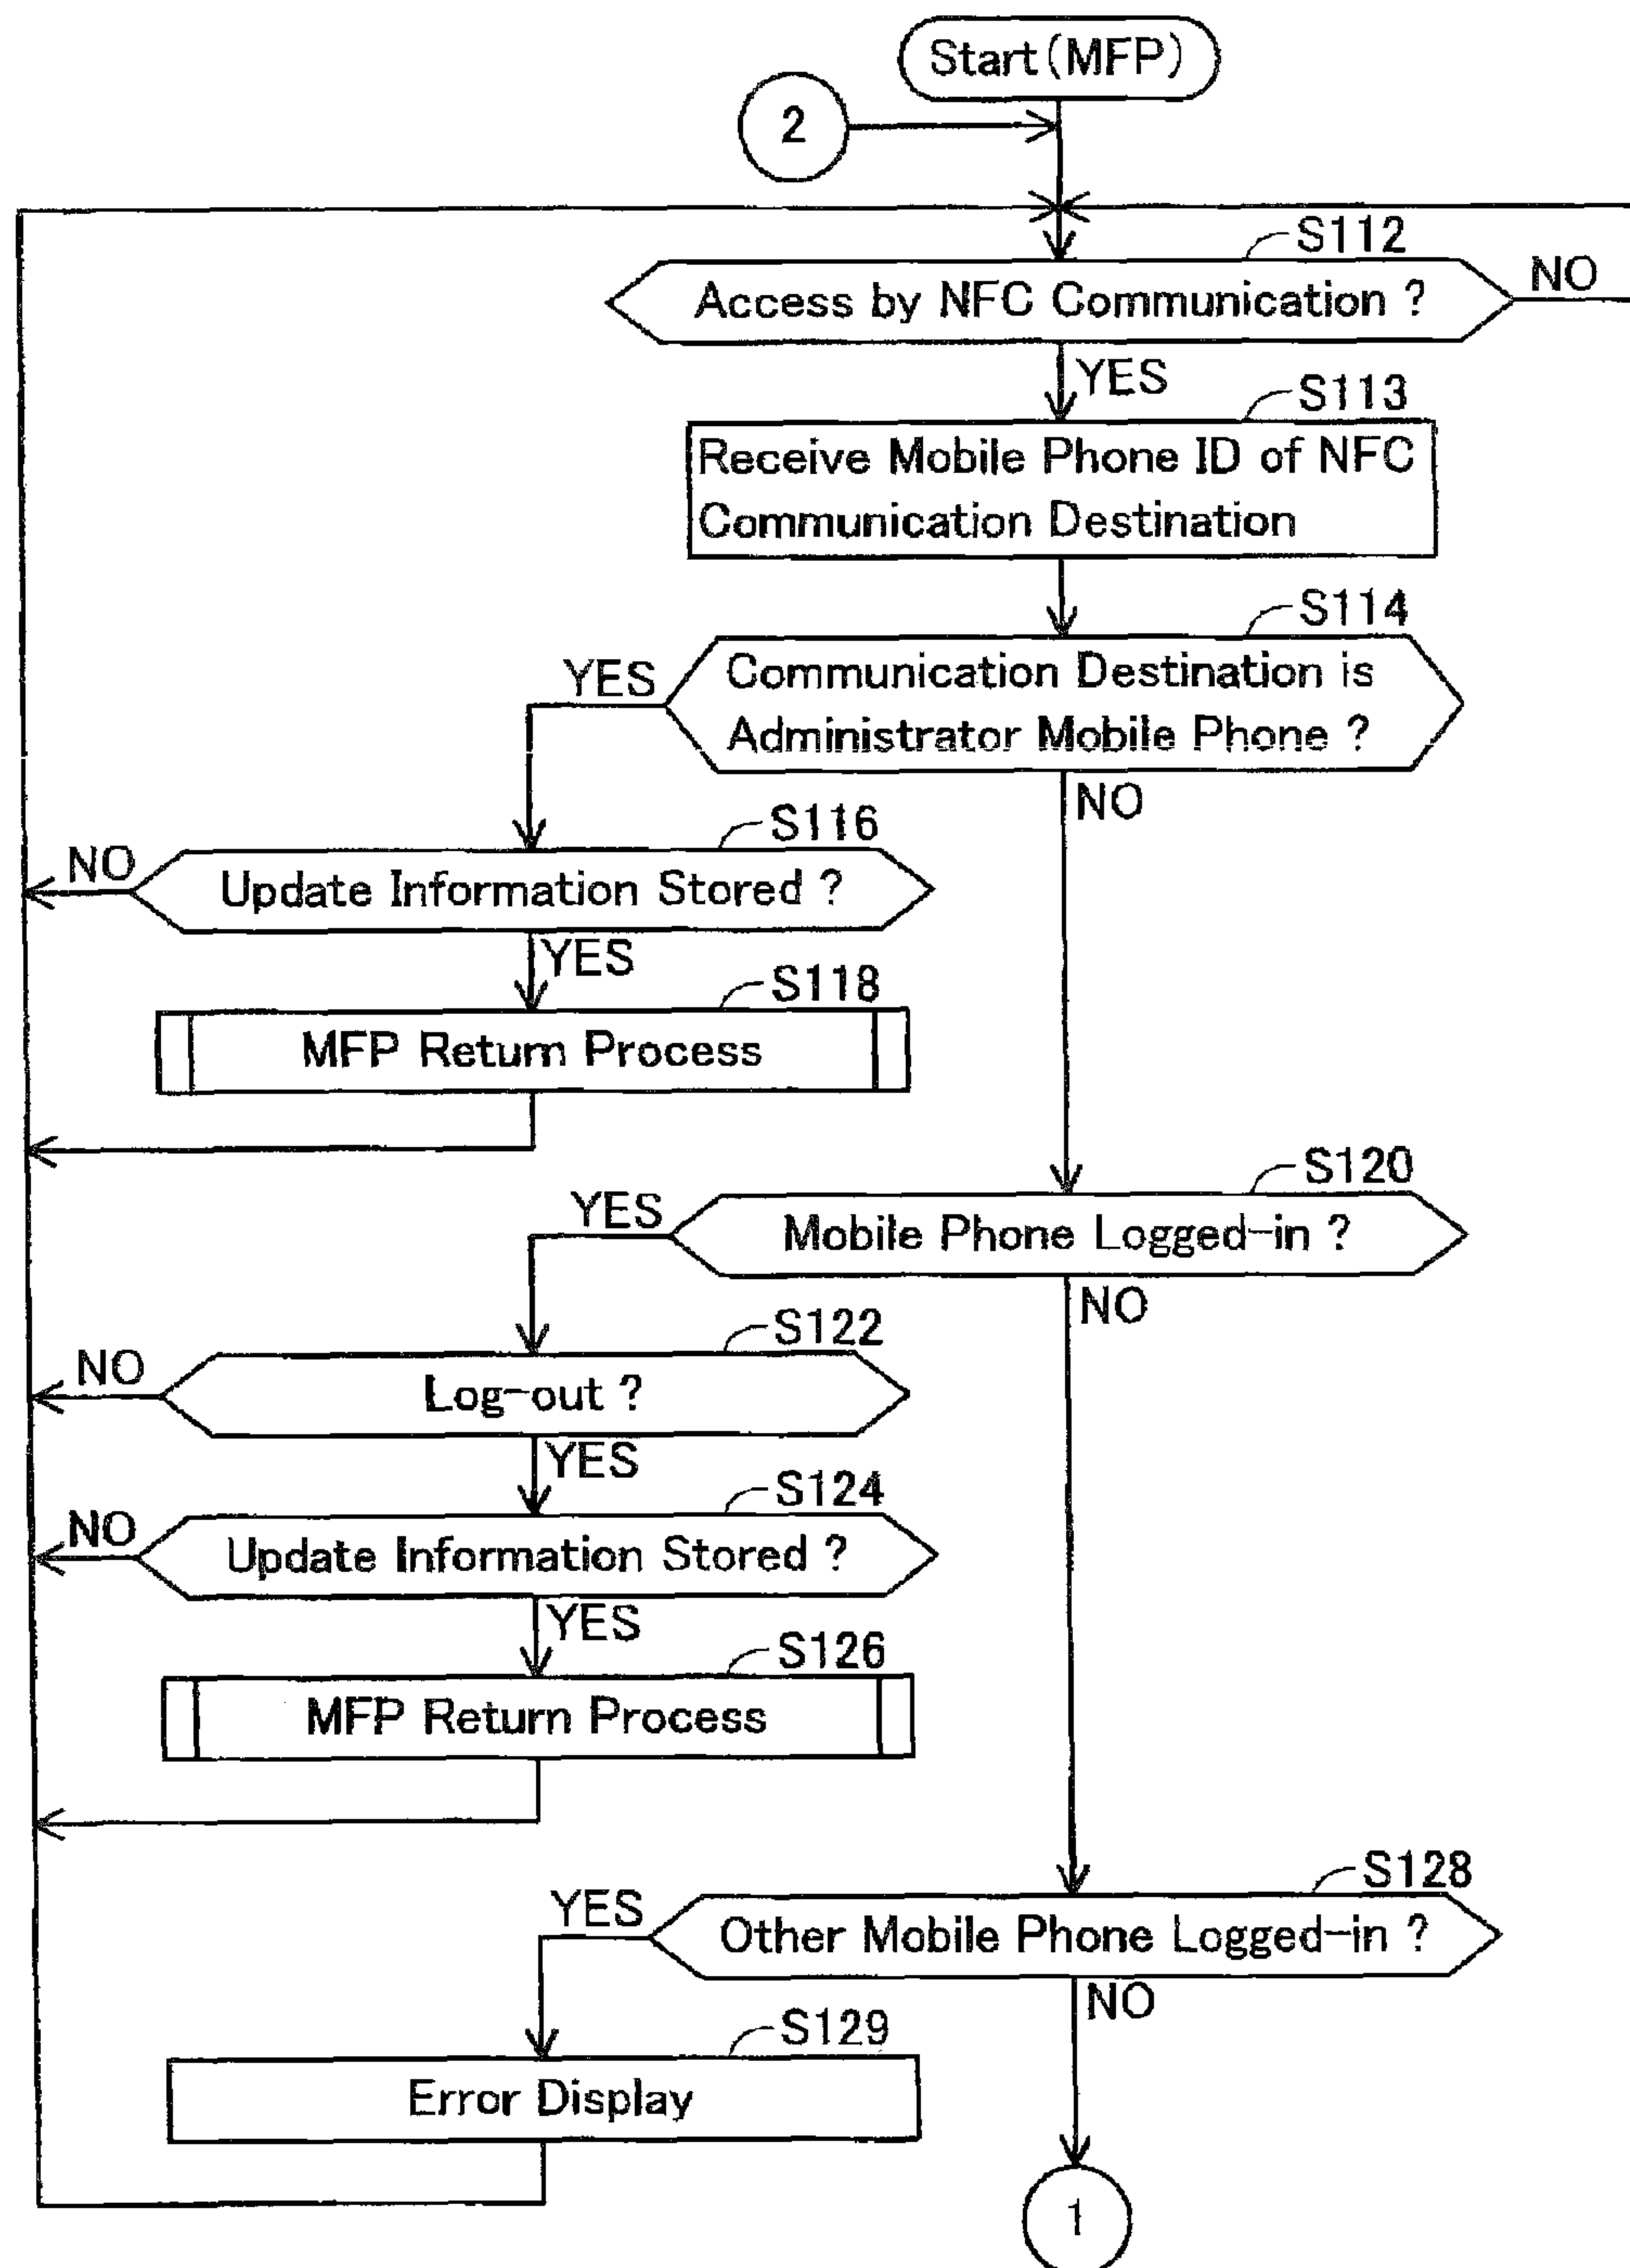 Start(MFP)
2
S112
Access by NFC Communication ?
NO
YES
S113
Receive Mobile Phone ID of NFC
Communication Destination
S114
YES
Communication Destination is
Administrator Mobile Phone ?
NO
S116
NO
Update Information Stored ?
YES
S118
MFP Return Process
S120
YES
Mobile Phone Logged-in ?
NO
S122
NO
Log-out ?
YES
S124
NO
Update Information Stored ?
YES
S126
MFP Return Process
S128
YES
Other Mobile Phone Logged-in ?
NO
S129
Error Display
1